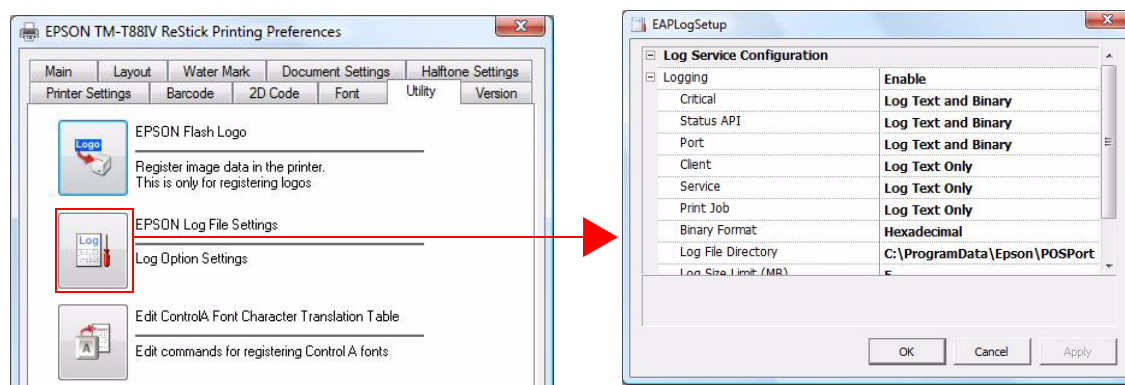 EPSON TM-T88IV ReStick Printing Preferences
Main Layout Water Mark Document Settings Halftone Settings
Printer Settings Barcode 2D Code Font Utility Version
Logo
EPSON Flash Logo
Register image data in the printer.
This is only for registering logos
Log
EPSON Log File Settings
Log Option Settings
A
Edit ControlA Font Character Translation Table
Edit commands for registering Control A fonts
EAPLogSetup
Log Service Configuration
Logging Enable
Critical Log Text and Binary
Status API Log Text and Binary
Port Log Text and Binary
Client Log Text Only
Service Log Text Only
Print Job Log Text Only
Binary Format Hexadecimal
Log File Directory C:\ProgramData\Epson\POSPort
Log Size Limit (MB)
OK Cancel Apply